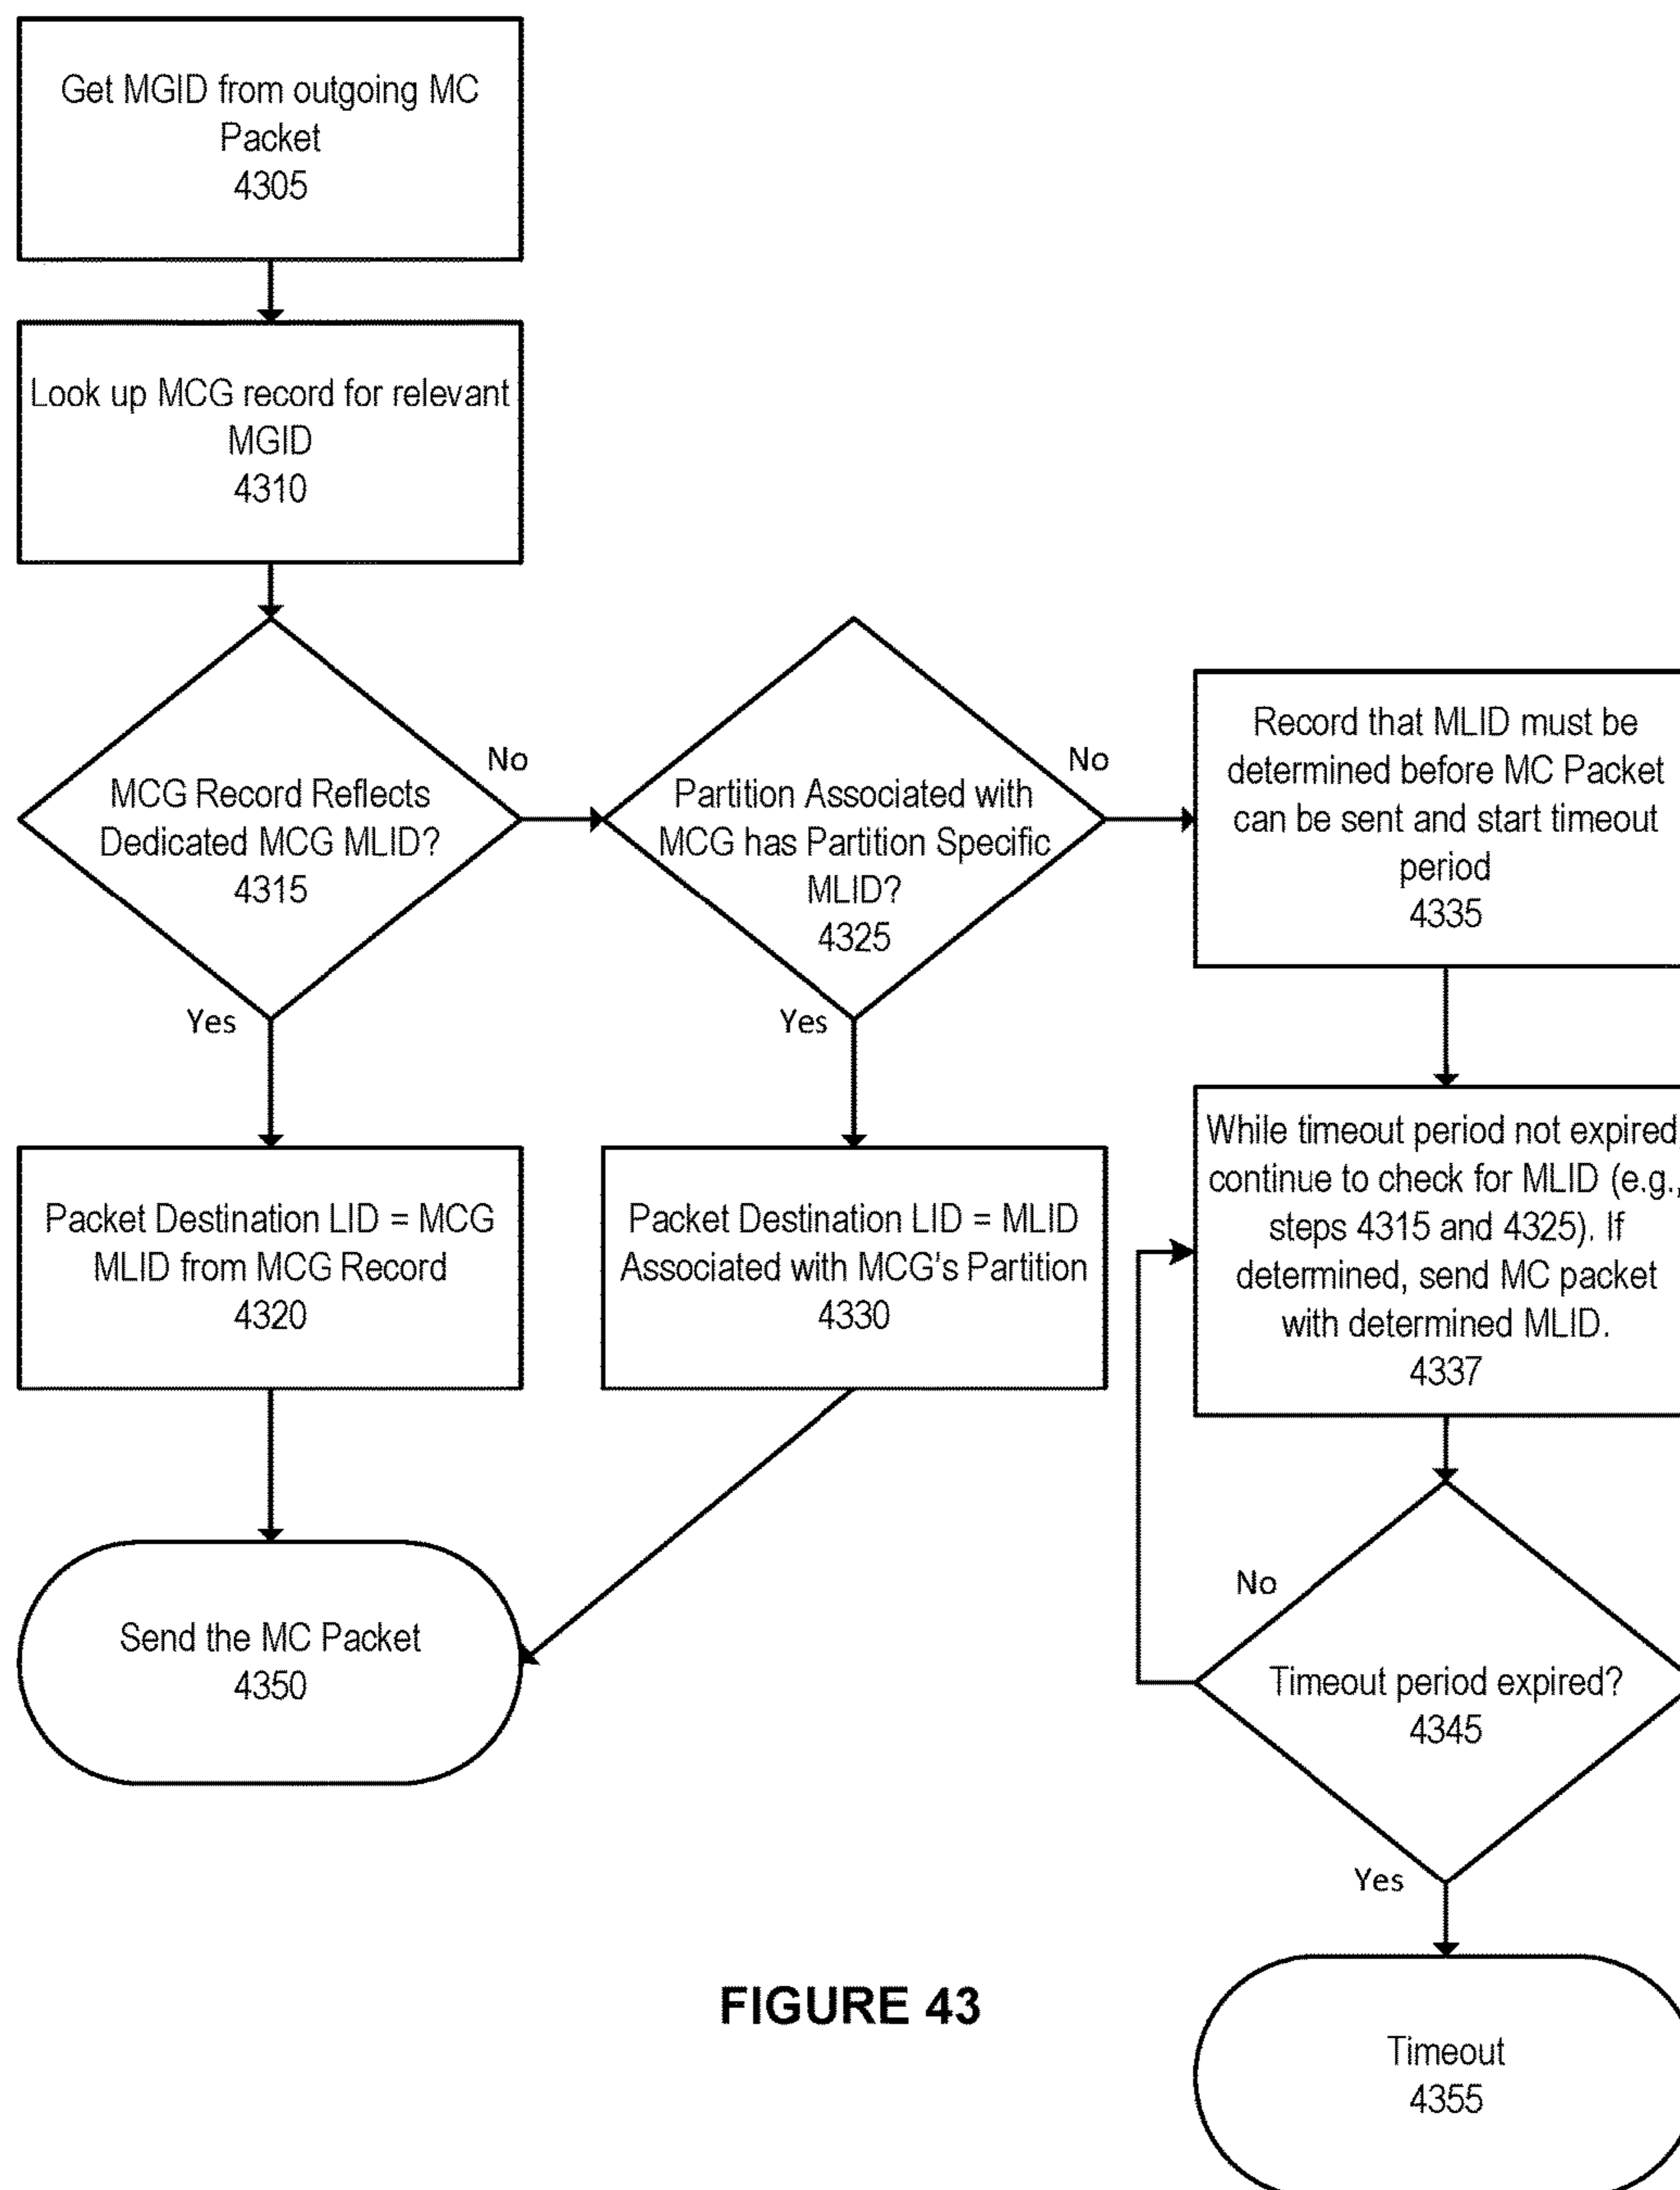 Get MGID from outgoing MC
Packet
4305
Look up MCG record for relevant
MGID
4310
MCG Record Reflects
Dedicated MCG MLID?
4315
No
Yes
Partition Associated with
MCG has Partition Specific
MLID?
4325
No
Yes
Record that MLID must be
determined before MC Packet
can be sent and start timeout
period
4335
Packet Destination LID = MCG
MLID from MCG Record
4320
Packet Destination LID = MLID
Associated with MCG's Partition
4330
While timeout period not expired,
continue to check for MLID (e.g.,
steps 4315 and 4325). If
determined, send MC packet
with determined MLID.
4337
Send the MC Packet
4350
No
Timeout period expired?
4345
Yes
Timeout
4355
FIGURE 43